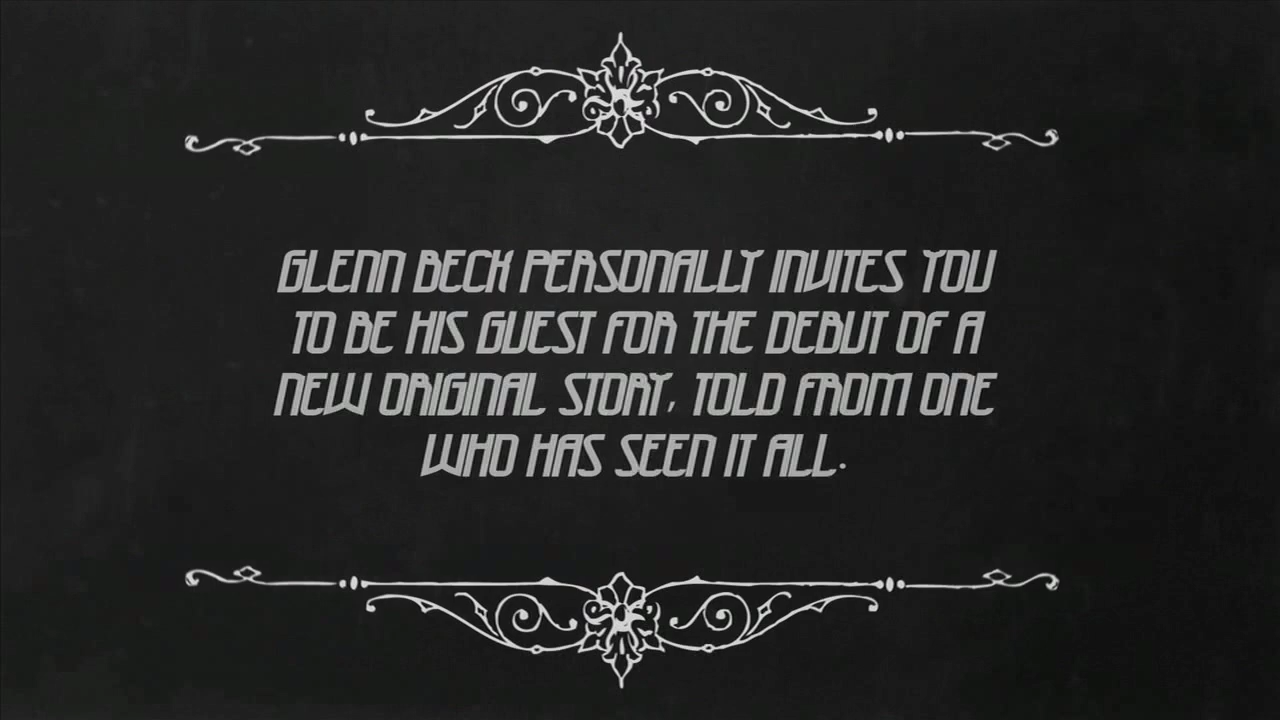 GLENN BECK PERSONALLY INVITES YOU
TO BE HIS GUEST FOR THE DEBUT OF A
NEW ORIGINAL STORY, TOLD FROM ONE
WHO HAS SEEN IT ALL.